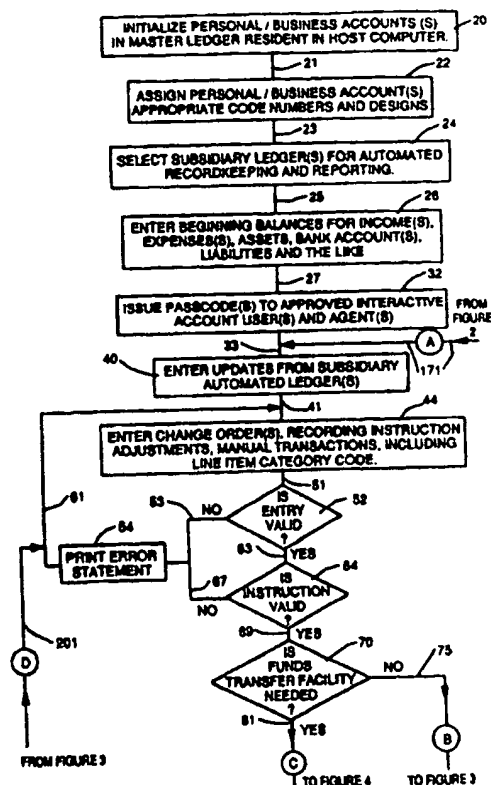 INITIALIZE PERSONAL / BUSINESS ACCOUNTS (S)
IN MASTER LEDGER RESIDENT IN HOST COMPUTER.
20
21
22
ASSIGN PERSONAL / BUSINESS ACCOUNT(S)
APPROPRIATE CODE NUMBERS AND DESIGNS
23
24
SELECT SUBSIDIARY LEDGER(S) FOR AUTOMATED
RECORDKEEPING AND REPORTING.
25
26
ENTER BEGINNING BALANCES FOR INCOME(S),
EXPENSES(S), ASSETS, BANK ACCOUNT(S),
LIABILITIES AND THE LIKE
27
32
ISSUE PASSCODE(S) TO APPROVED INTERACTIVE
ACCOUNT USER(S) AND AGENT(S)
FROM
FIGURE
2
33
A
171
40
ENTER UPDATES FROM SUBSIDIARY
AUTOMATED LEDGER(S)
41
44
ENTER CHANGE ORDER(S), RECORDING INSTRUCTION
ADJUSTMENTS, MANUAL TRANSACTIONS, INCLUDING
LINE ITEM CATEGORY CODE.
61
51
53
NO
IS
ENTRY
VALID
?
52
54
PRINT ERROR
STATEMENT
63
YES
67
NO
IS
INSTRUCTION
VALID
?
64
201
69
YES
70
IS
FUNDS
TRANSFER FACILITY
NEEDED
?
NO
75
D
81
YES
B
FROM FIGURE 3
C
TO FIGURE 4
TO FIGURE 3